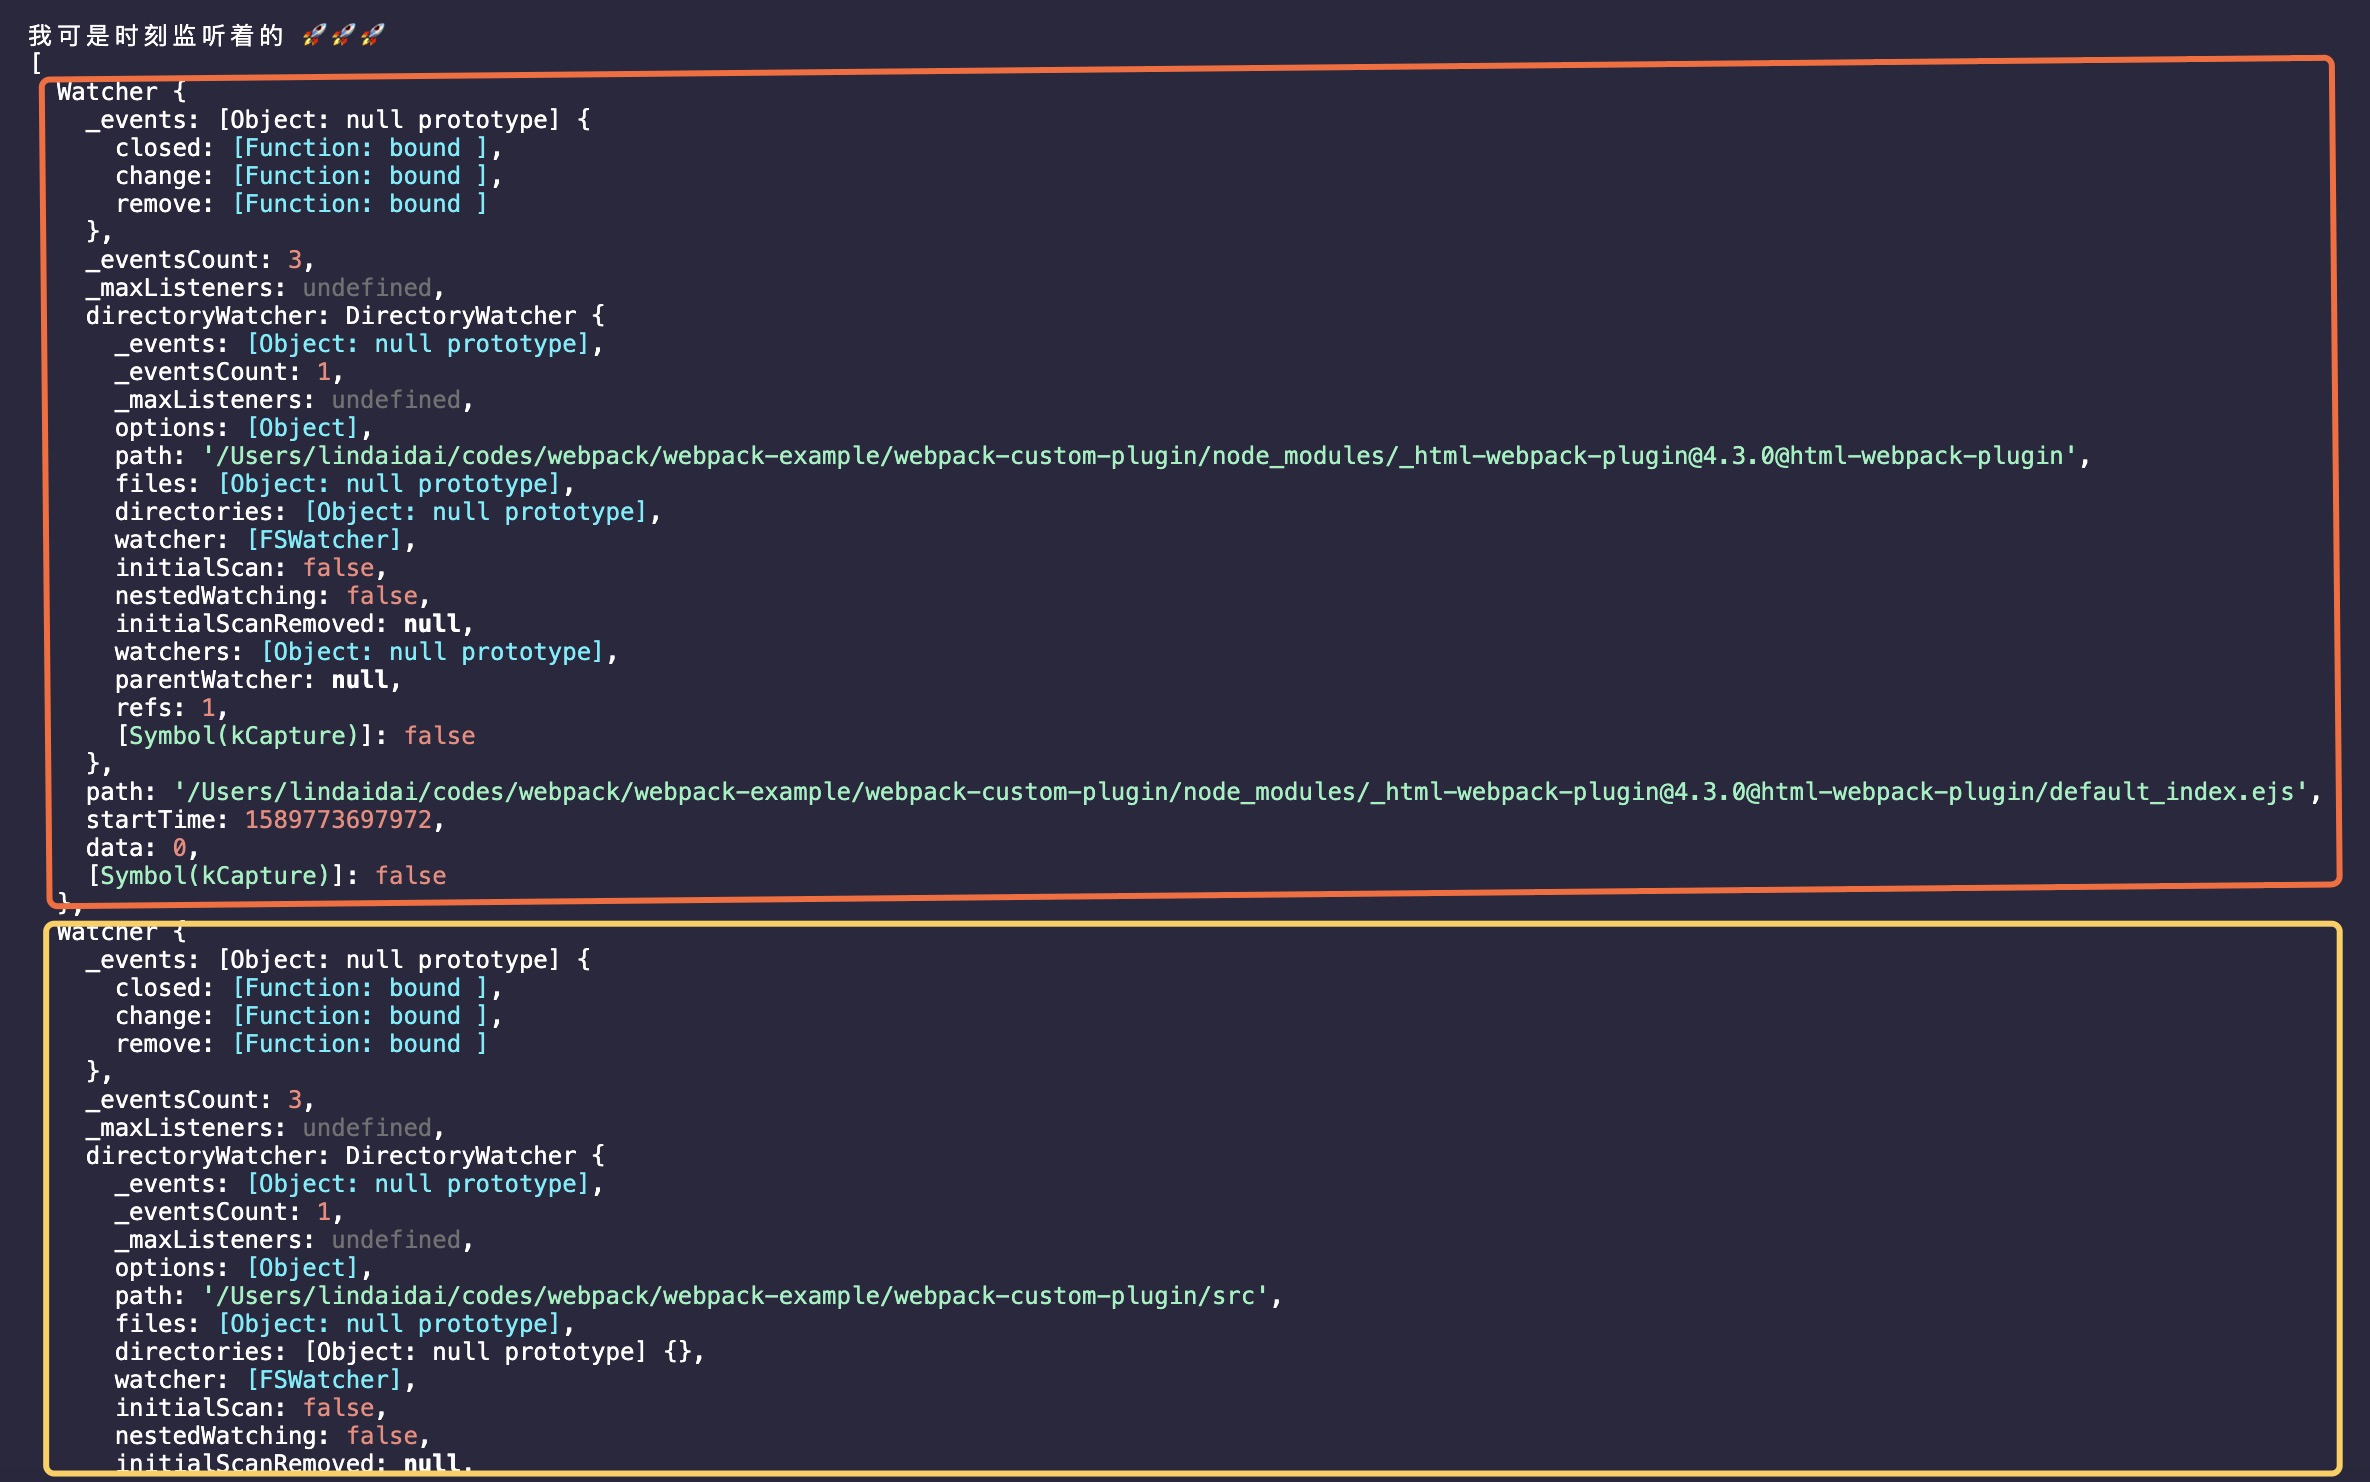 我可是时刻监听着的 🚀🚀🚀
[
  Watcher {
    _events: [Object: null prototype] {
      closed: [Function: bound ],
      change: [Function: bound ],
      remove: [Function: bound ]
    },
    _eventsCount: 3,
    _maxListeners: undefined,
    directoryWatcher: DirectoryWatcher {
      _events: [Object: null prototype],
      _eventsCount: 1,
      _maxListeners: undefined,
      options: [Object],
      path: '/Users/lindaidai/codes/webpack/webpack-example/webpack-custom-plugin/node_modules/_html-webpack-plugin@4.3.0@html-webpack-plugin',
      files: [Object: null prototype],
      directories: [Object: null prototype],
      watcher: [FSWatcher],
      initialScan: false,
      nestedWatching: false,
      initialScanRemoved: null,
      watchers: [Object: null prototype],
      parentWatcher: null,
      refs: 1,
      [Symbol(kCapture)]: false
    },
    path: '/Users/lindaidai/codes/webpack/webpack-example/webpack-custom-plugin/node_modules/_html-webpack-plugin@4.3.0@html-webpack-plugin/default_index.ejs',
    startTime: 1589773697972,
    data: 0,
    [Symbol(kCapture)]: false
  },
  Watcher {
    _events: [Object: null prototype] {
      closed: [Function: bound ],
      change: [Function: bound ],
      remove: [Function: bound ]
    },
    _eventsCount: 3,
    _maxListeners: undefined,
    directoryWatcher: DirectoryWatcher {
      _events: [Object: null prototype],
      _eventsCount: 1,
      _maxListeners: undefined,
      options: [Object],
      path: '/Users/lindaidai/codes/webpack/webpack-example/webpack-custom-plugin/src',
      files: [Object: null prototype],
      directories: [Object: null prototype] {},
      watcher: [FSWatcher],
      initialScan: false,
      nestedWatching: false,
      initialScanRemoved: null,